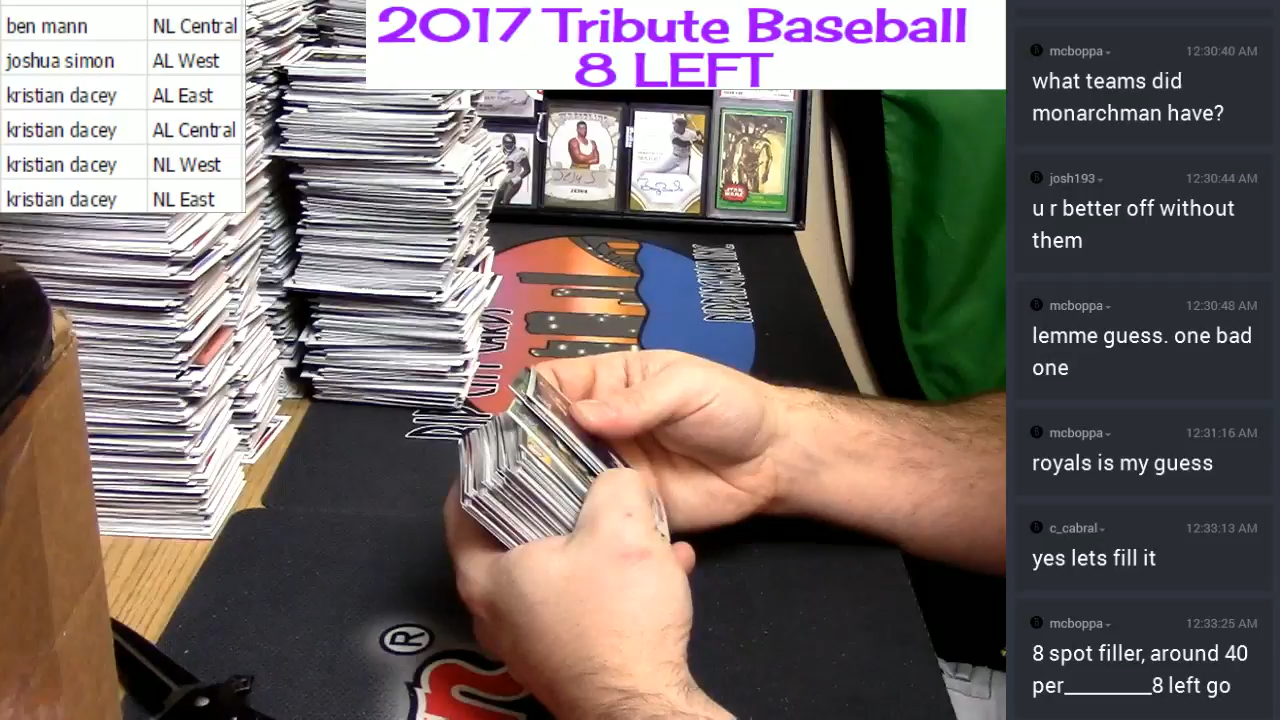 ben mann NL Central
joshua simon AL West
kristian dacey AL East
kristian dacey AL Central
kristian dacey NL West
kristian dacey NL East
2017 Tribute Baseball
8 LEFT
STAR
WARS
®
mcboppa 12:30:40 AM
what teams did
monarchman have?
josh193 12:30:44 AM
u r better off without
them
mcboppa 12:30:48 AM
lemme guess. one bad
one
mcboppa 12:31:16 AM
royals is my guess
c_cabral 12:33:13 AM
yes lets fill it
mcboppa 12:33:25 AM
8 spot filler, around 40
per_________8 left go